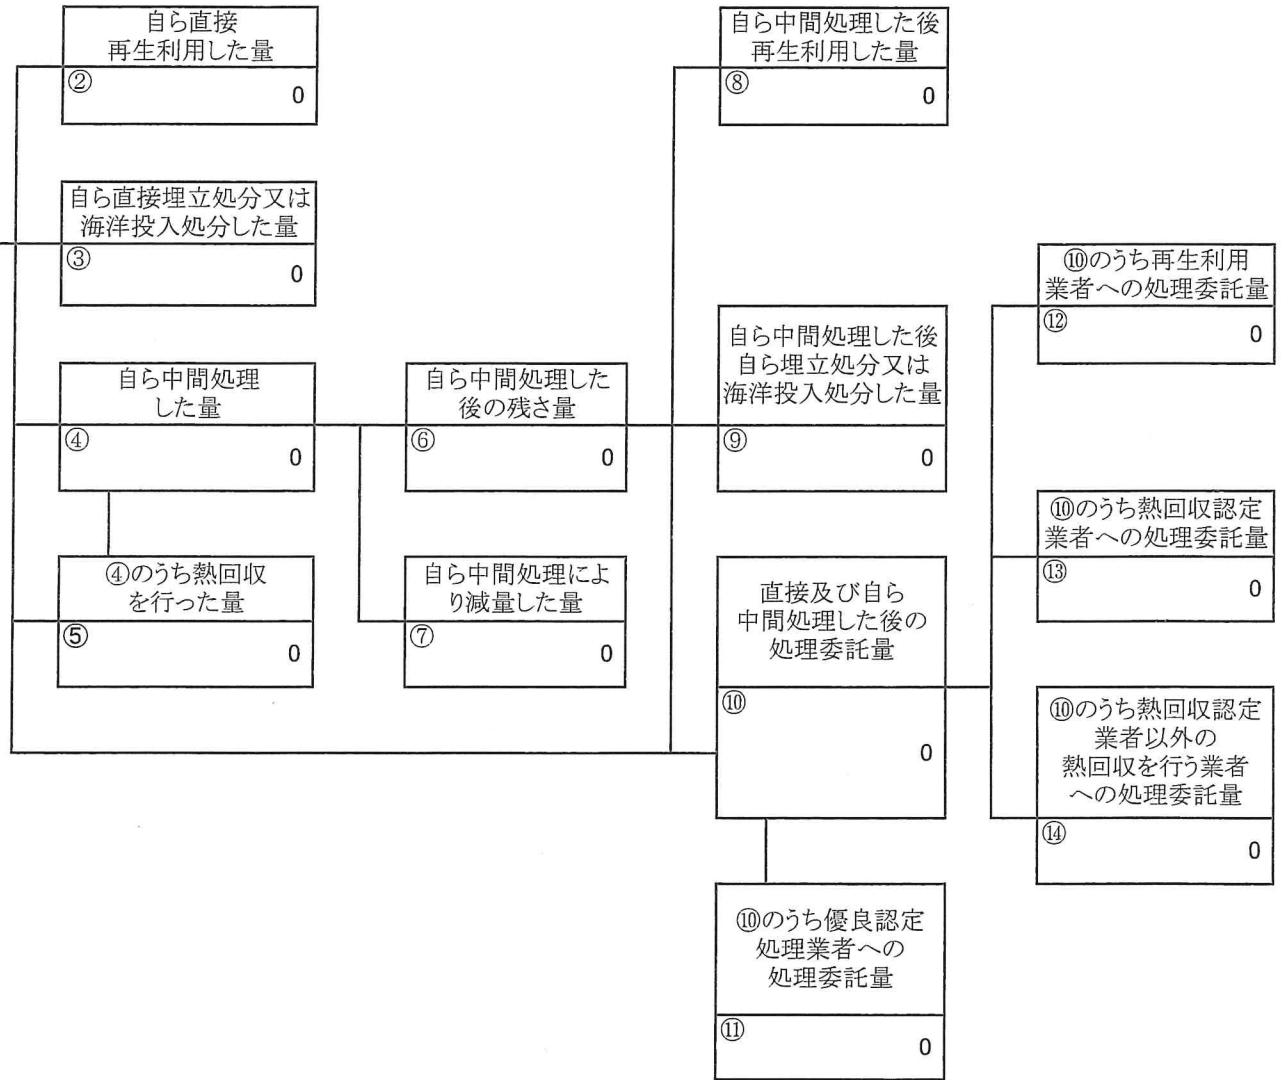 自ら直接
再生利用した量
②
0
自ら直接埋立処分又は
海洋投入処分した量
③
0
自ら中間処理
した量
④
0
④のうち熱回収
を行った量
⑤
0
自ら中間処理した
後の残さ量
⑥
0
自ら中間処理によ
り減量した量
⑦
0
自ら中間処理した後
再生利用した量
⑧
0
自ら中間処理した後
自ら埋立処分又は
海洋投入処分した量
⑨
0
直接及び自ら
中間処理した後の
処理委託量
⑩
0
⑩のうち優良認定
処理業者への
処理委託量
⑪
0
⑩のうち再生利用
業者への処理委託量
⑫
0
⑩のうち熱回収認定
業者への処理委託量
⑬
0
⑩のうち熱回収認定
業者以外の
熱回収を行う業者
への処理委託量
⑭
0